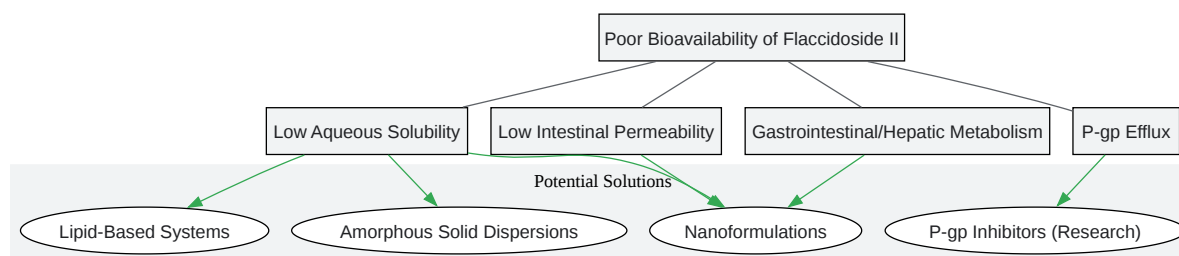 Poor Bioavailability of Flaccidoside II
Low Aqueous Solubility
Low Intestinal Permeability
Gastrointestinal/Hepatic Metabolism
P-gp Efflux
Potential Solutions
Lipid-Based Systems
Amorphous Solid Dispersions
Nanoformulations
P-gp Inhibitors (Research)